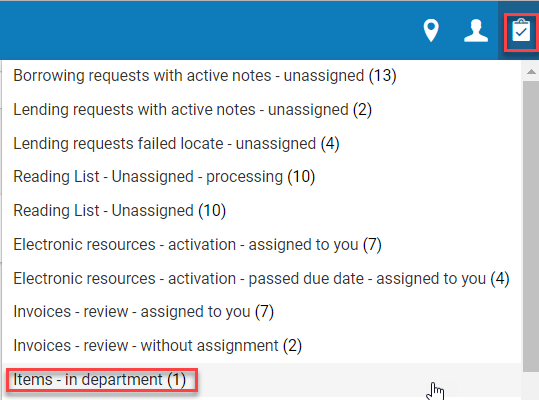 Borrowing requests with active notes - unassigned (13)
Lending requests with active notes - unassigned (2)
Lending requests failed locate - unassigned (4)
Reading List - Unassigned - processing (10)
Reading List - Unassigned (10)
Electronic resources - activation - assigned to you (7)
Electronic resources - activation - passed due date - assigned to you (4)
Invoices - review - assigned to you (7)
Invoices - review - without assignment (2)
Items - in department (1)